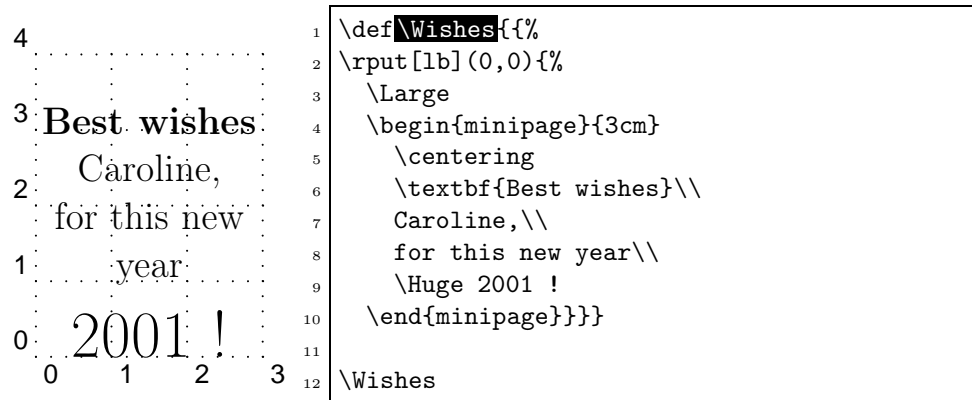 4
3
2
1
0
0 1 2 3
Best wishes
Caroline,
for this new
year
2001 !
1 \def\Wishes{{%
2 \rput[lb](0,0){%
3 \Large
4 \begin{minipage}{3cm}
5 \centering
6 \textbf{Best wishes}\\
7 Caroline,\\
8 for this new year\\
9 \Huge 2001 !
10 \end{minipage}}}}
11
12 \Wishes